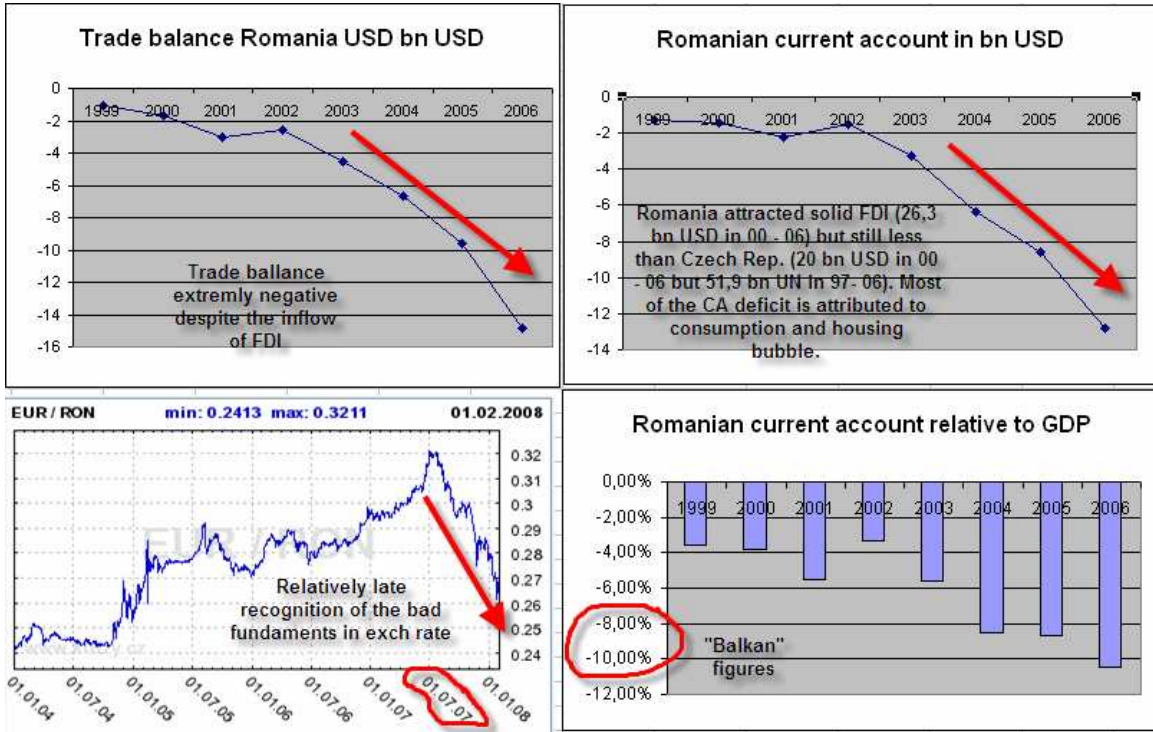 Trade balance Romania USD bn USD
0
1999 2000 2001 2002 2003 2004 2005 2006
-2
-4
-6
-8
-10
-12
-14
-16
Trade ballance
extremly negative
despite the inflow
of FDI
Romanian current account in bn USD
0
1999 2000 2001 2002 2003 2004 2005 2006
-2
-4
-6
-8
-10
-12
-14
Romania attracted solid FDI (26,3
bn USD in 00 - 06) but still less
than Czech Rep. (20 bn USD in 00
- 06 but 51,9 bn UN in 97- 06). Most
of the CA deficit is attributed to
consumption and housing
bubble.
EUR / RON min: 0.2413 max: 0.3211 01.02.2008
0.32
0.31
0.3
0.29
0.28
0.27
0.26
0.25
0.24
EUR / RON
Relatively late
recognition of the bad
fundaments in exch rate
01.01.04 01.07.04 01.01.05 01.07.05 01.01.06 01.07.06 01.01.07 01.07.07 01.01.08
Romanian current account relative to GDP
0,00%
1999 2000 2001 2002 2003 2004 2005 2006
-2,00%
-4,00%
-6,00%
-8,00%
-10,00%
-12,00%
"Balkan"
figures